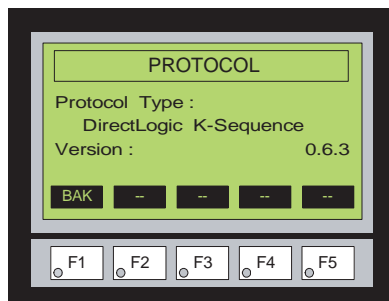 PROTOCOL
Protocol Type :
DirectLogic K-Sequence
Version : 0.6.3
BAK -- -- -- --
F1 F2 F3 F4 F5